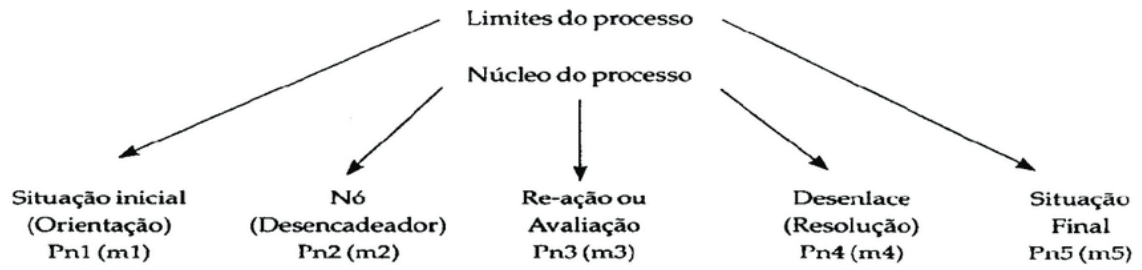 Limites do processo
Núcleo do processo
Situação inicial
(Orientação)
Pn1 (m1)
Nó
(Desencadeador)
Pn2 (m2)
Re-ação ou
Avaliação
Pn3 (m3)
Desenlace
(Resolução)
Pn4 (m4)
Situação
Final
Pn5 (m5)